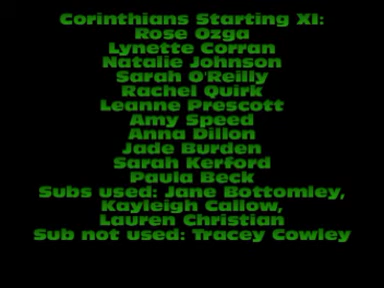 Corinthians Starting XI:
Rose Ozga
Lynette Corran
Natalie Johnson
Sarah O'Reilly
Rachel Quirk
Leanne Prescott
Amy Speed
Anna Dillon
Jade Burden
Sarah Kerford
Paula Beck
Subs used: Jane Bottomley,
Kayleigh Callow,
Lauren Christian
Sub not used: Tracey Cowley